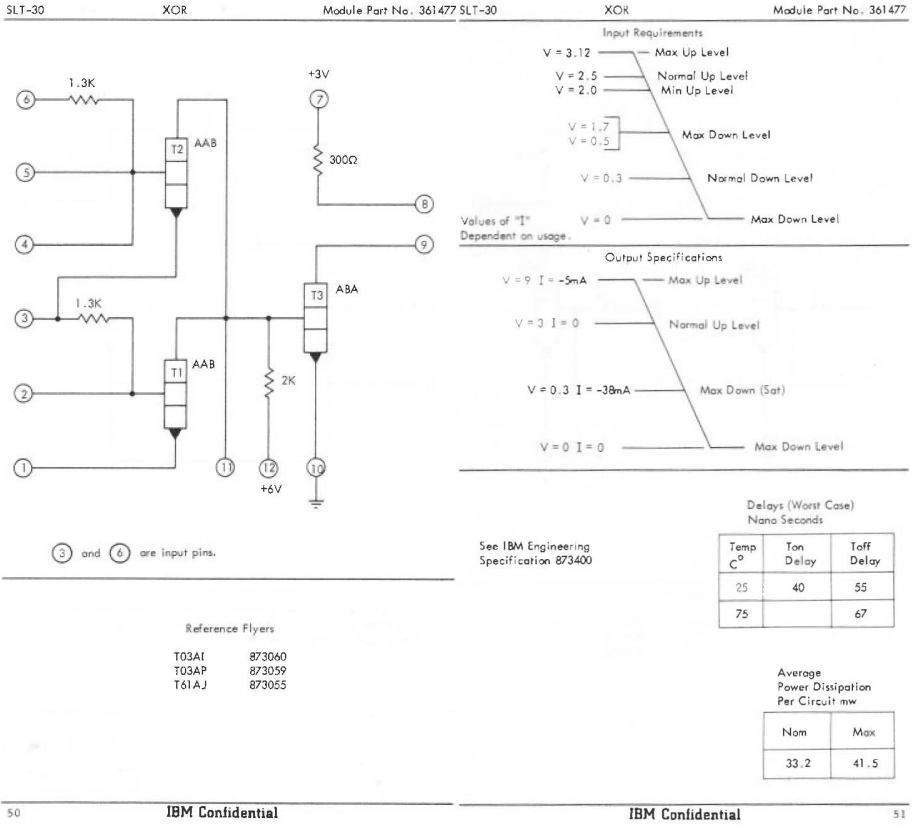 SLT-30 XOR Module Part No. 361477
1.3K
6
T2 AAB
5
4
+3V
7
300Ω
8
9
T3 ABA
3
1.3K
T1 AAB
2
2K
1
11
12
10
+6V
3 and 6 are input pins.
Reference Flyers
T03AI 873060
T03AP 873059
T61AJ 873055
50 IBM Confidential
SLT-30 XOR Module Part No. 361477
Input Requirements
V = 3.12 Max Up Level
V = 2.5 Normal Up Level
V = 2.0 Min Up Level
V = 1.7
V = 0.5
Max Down Level
V = 0.3 Normal Down Level
Values of "I"
Dependent on usage.
V = 0 Max Down Level
Output Specifications
V = 9 I = -5mA Max Up Level
V = 3 I = 0 Normal Up Level
V = 0.3 I = -38mA Max Down (Sat)
V = 0 I = 0 Max Down Level
See IBM Engineering
Specification 873400
Delays (Worst Case)
Nano Seconds
Temp Ton Toff
C° Delay Delay
25 40 55
75 67
Average
Power Dissipation
Per Circuit mw
Nom Max
33.2 41.5
IBM Confidential 51